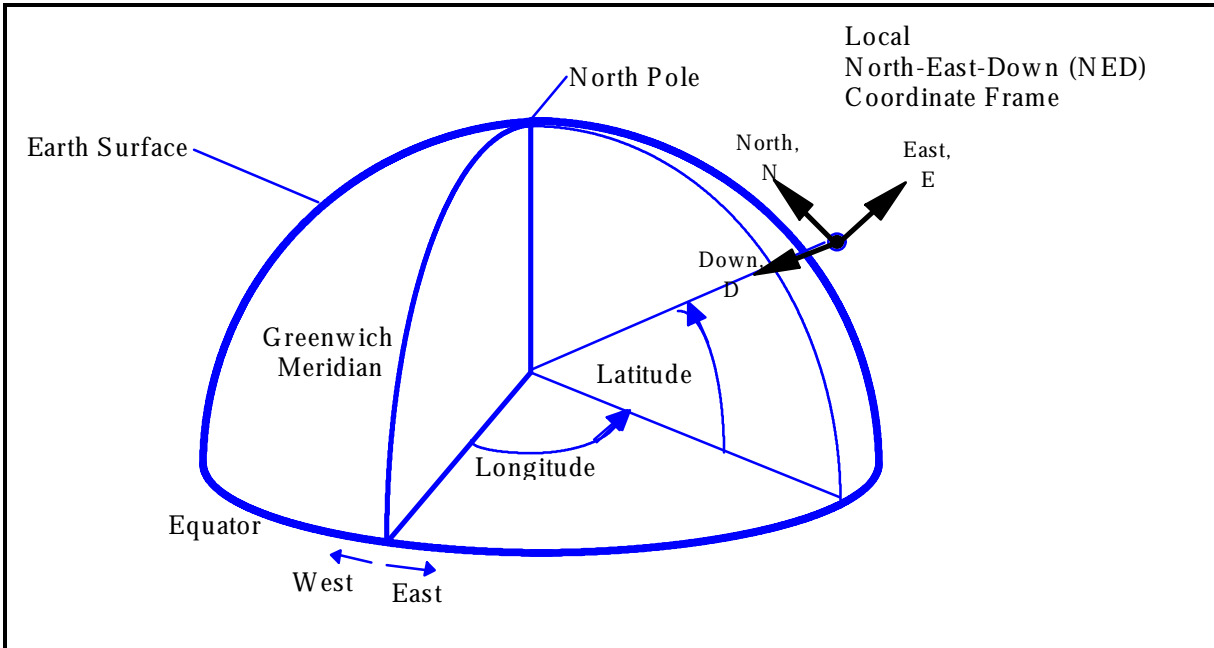 Local
North-East-Down (NED)
Coordinate Frame
North Pole
Earth Surface
North,
N
East,
E
Down,
D
Greenwich
Meridian
Latitude
Longitude
Equator
West
East